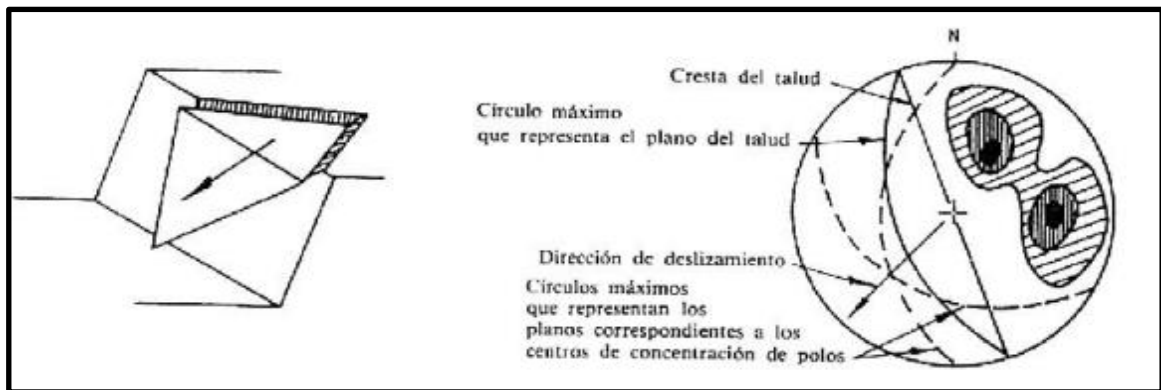 N
Cresta del talud
Círculo máximo
que representa el plano del talud
Dirección de deslizamiento
Círculos máximos
que representan los
planos correspondientes a los
centros de concentración de polos